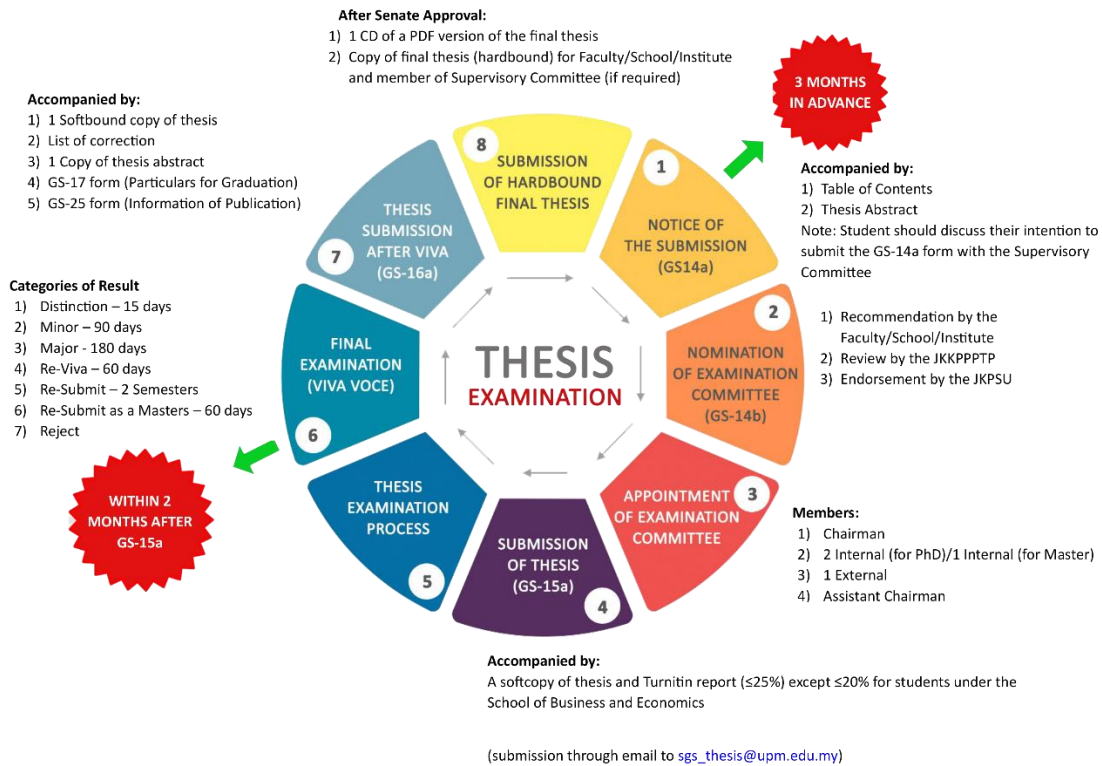 After Senate Approval:
1) 1 CD of a PDF version of the final thesis
2) Copy of final thesis (hardbound) for Faculty/School/Institute
and member of Supervisory Committee (if required)
3 MONTHS
IN ADVANCE
Accompanied by:
1) 1 Softbound copy of thesis
2) List of correction
3) 1 Copy of thesis abstract
4) GS-17 form (Particulars for Graduation)
5) GS-25 form (Information of Publication)
8
SUBMISSION
OF HARDBOUND
FINAL THESIS
1
NOTICE OF
THE SUBMISSION
(GS14a)
Accompanied by:
1) Table of Contents
2) Thesis Abstract
Note: Student should discuss their intention to
submit the GS-14a form with the Supervisory
Committee
THESIS
SUBMISSION
AFTER VIVA
(GS-16a)
7
Categories of Result
1) Distinction – 15 days
2) Minor – 90 days
3) Major - 180 days
4) Re-Viva – 60 days
5) Re-Submit – 2 Semesters
6) Re-Submit as a Masters – 60 days
7) Reject
FINAL
EXAMINATION
(VIVA VOCE)
6
THESIS
EXAMINATION
2
NOMINATION
OF EXAMINATION
COMMITTEE
(GS-14b)
1) Recommendation by the
Faculty/School/Institute
2) Review by the JKKPPPTP
3) Endorsement by the JKPSU
WITHIN 2
MONTHS AFTER
GS-15a
THESIS
EXAMINATION
PROCESS
5
SUBMISSION
OF THESIS
(GS-15a)
4
APPOINTMENT
OF EXAMINATION
COMMITTEE
3
Members:
1) Chairman
2) 2 Internal (for PhD)/1 Internal (for Master)
3) 1 External
4) Assistant Chairman
Accompanied by:
A softcopy of thesis and Turnitin report (≤25%) except ≤20% for students under the
School of Business and Economics
(submission through email to sgs_thesis@upm.edu.my)